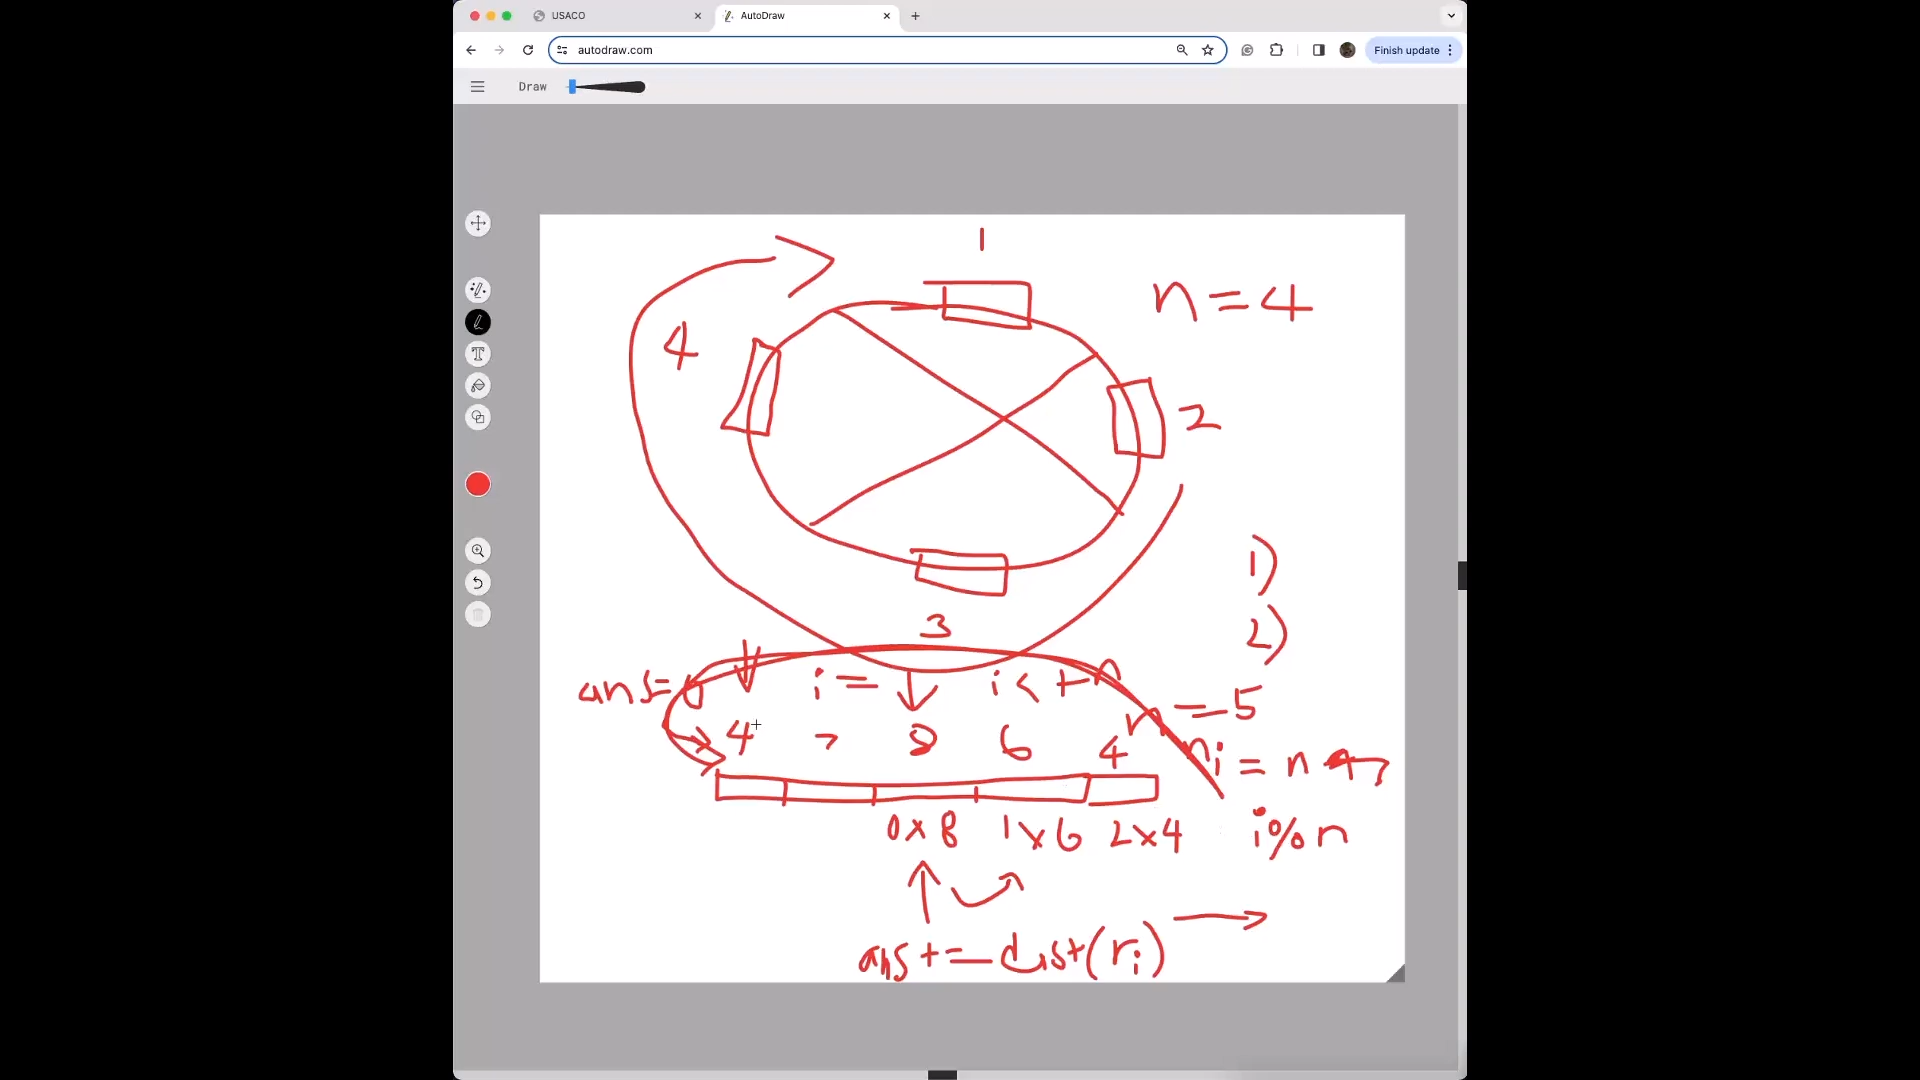 USACO
AutoDraw
autodraw.com
Finish update
Draw
1
n=4
4
2
1)
3
2)
ans=0 i= i<+n
n=5
4 7 8 6 4
i=n
0x8 1x6 2x4 i%n
ans+=dist(ri)